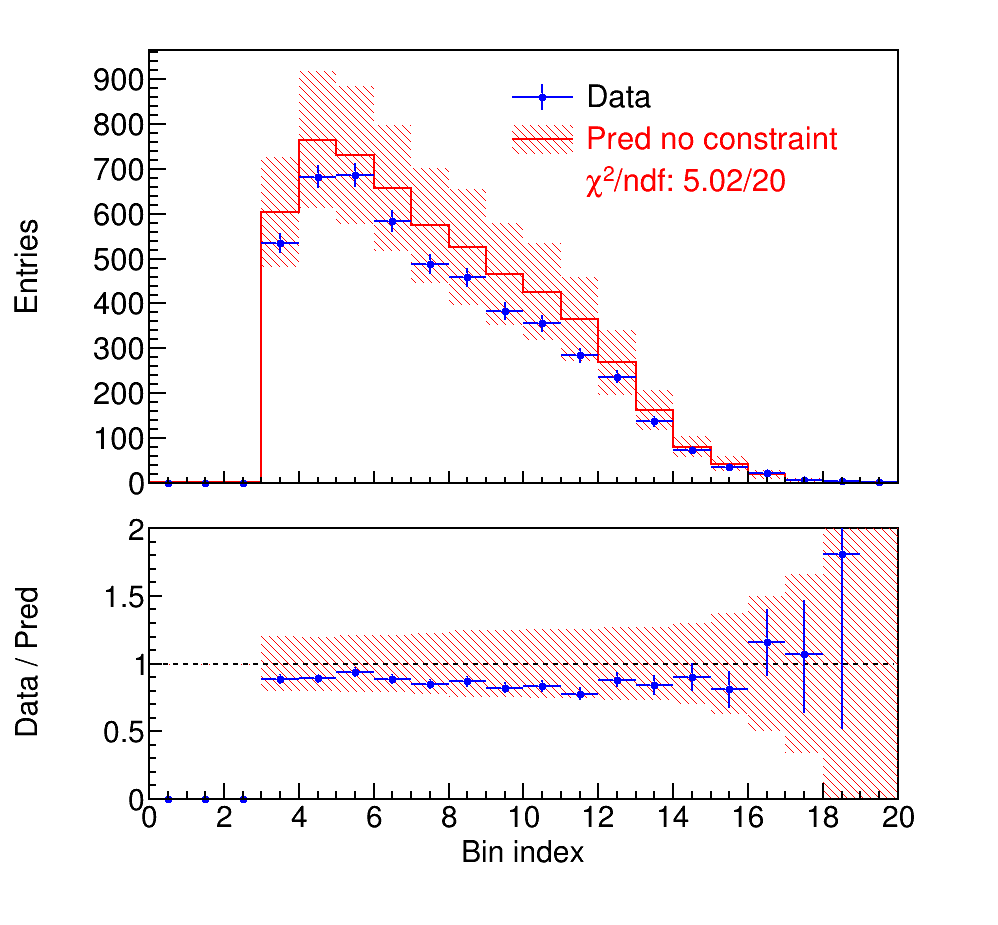 Entries
900
800
700
600
500
400
300
200
100
0
Data
Pred no constraint
χ²/ndf: 5.02/20
Data / Pred
2
1.5
1
0.5
0
0 2 4 6 8 10 12 14 16 18 20
Bin index